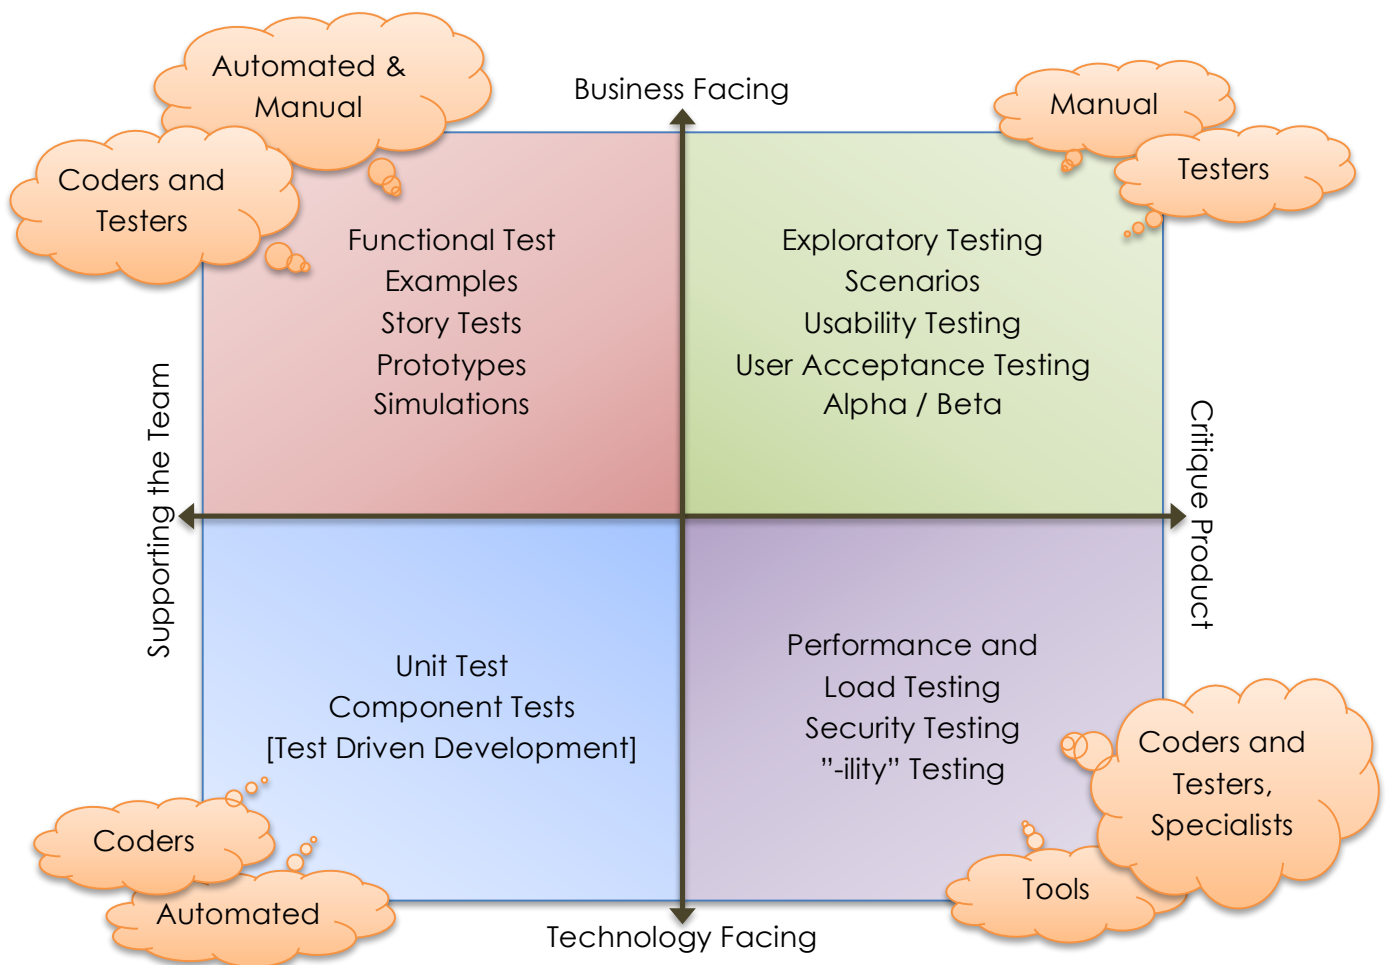 Automated &
Manual
Coders and
Testers
Business Facing
Manual
Testers
Functional Test
Examples
Story Tests
Prototypes
Simulations
Exploratory Testing
Scenarios
Usability Testing
User Acceptance Testing
Alpha / Beta
Supporting the Team
Critique Product
Unit Test
Component Tests
[Test Driven Development]
Performance and
Load Testing
Security Testing
”-ility” Testing
Coders
Automated
Coders and
Testers,
Specialists
Tools
Technology Facing